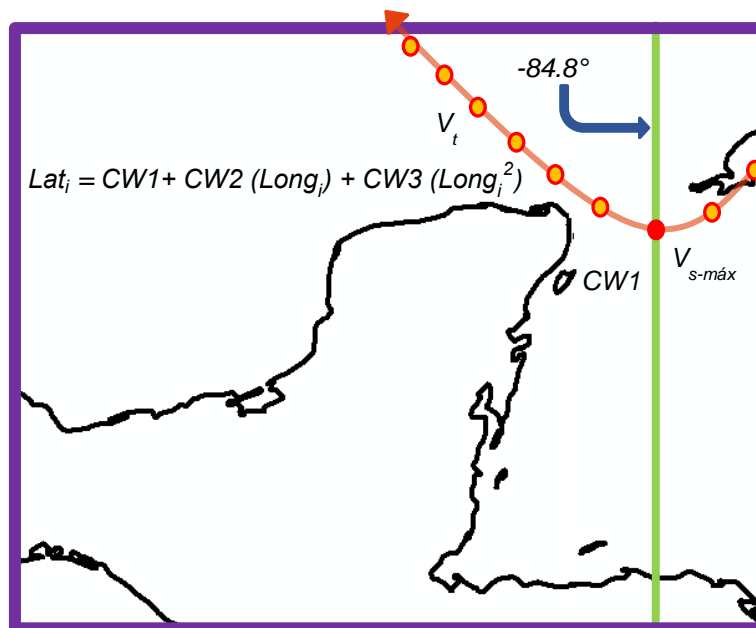 -84.8°
V_t
Lat_i = CW1+ CW2 (Long_i) + CW3 (Long_i^2)
V_s-máx
CW1